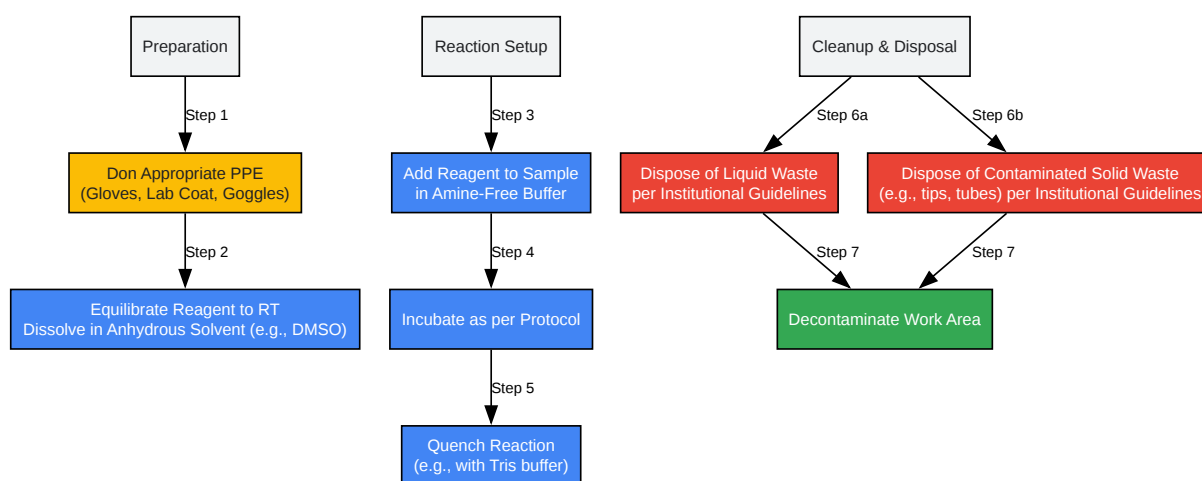 Preparation
Step 1
Don Appropriate PPE
(Gloves, Lab Coat, Goggles)
Step 2
Equilibrate Reagent to RT
Dissolve in Anhydrous Solvent (e.g., DMSO)
Reaction Setup
Step 3
Add Reagent to Sample
in Amine-Free Buffer
Step 4
Incubate as per Protocol
Step 5
Quench Reaction
(e.g., with Tris buffer)
Cleanup & Disposal
Step 6a
Step 6b
Dispose of Liquid Waste
per Institutional Guidelines
Dispose of Contaminated Solid Waste
(e.g., tips, tubes) per Institutional Guidelines
Step 7
Step 7
Decontaminate Work Area